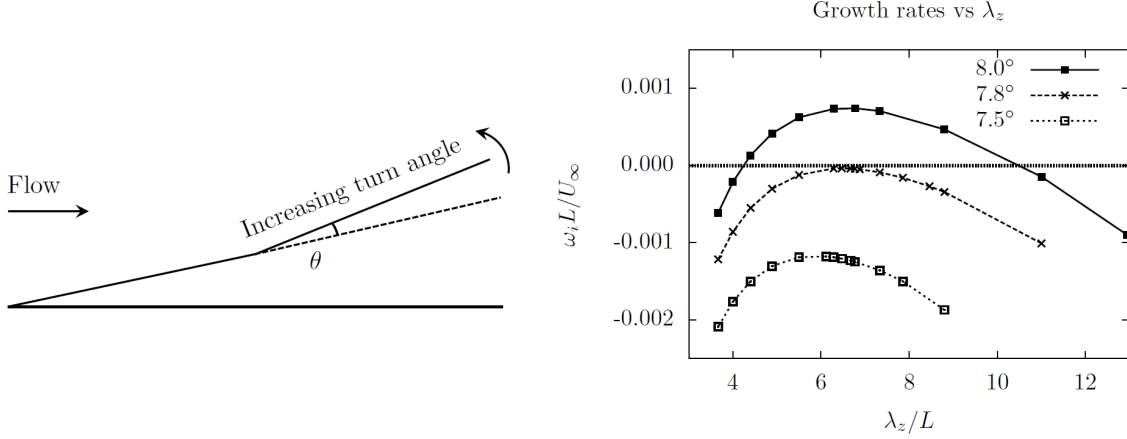 Flow
Increasing turn angle
θ
Growth rates vs λz
8.0°
7.8°
7.5°
0.001
0.000
-0.001
-0.002
ωiL/U∞
4 6 8 10 12
λz/L